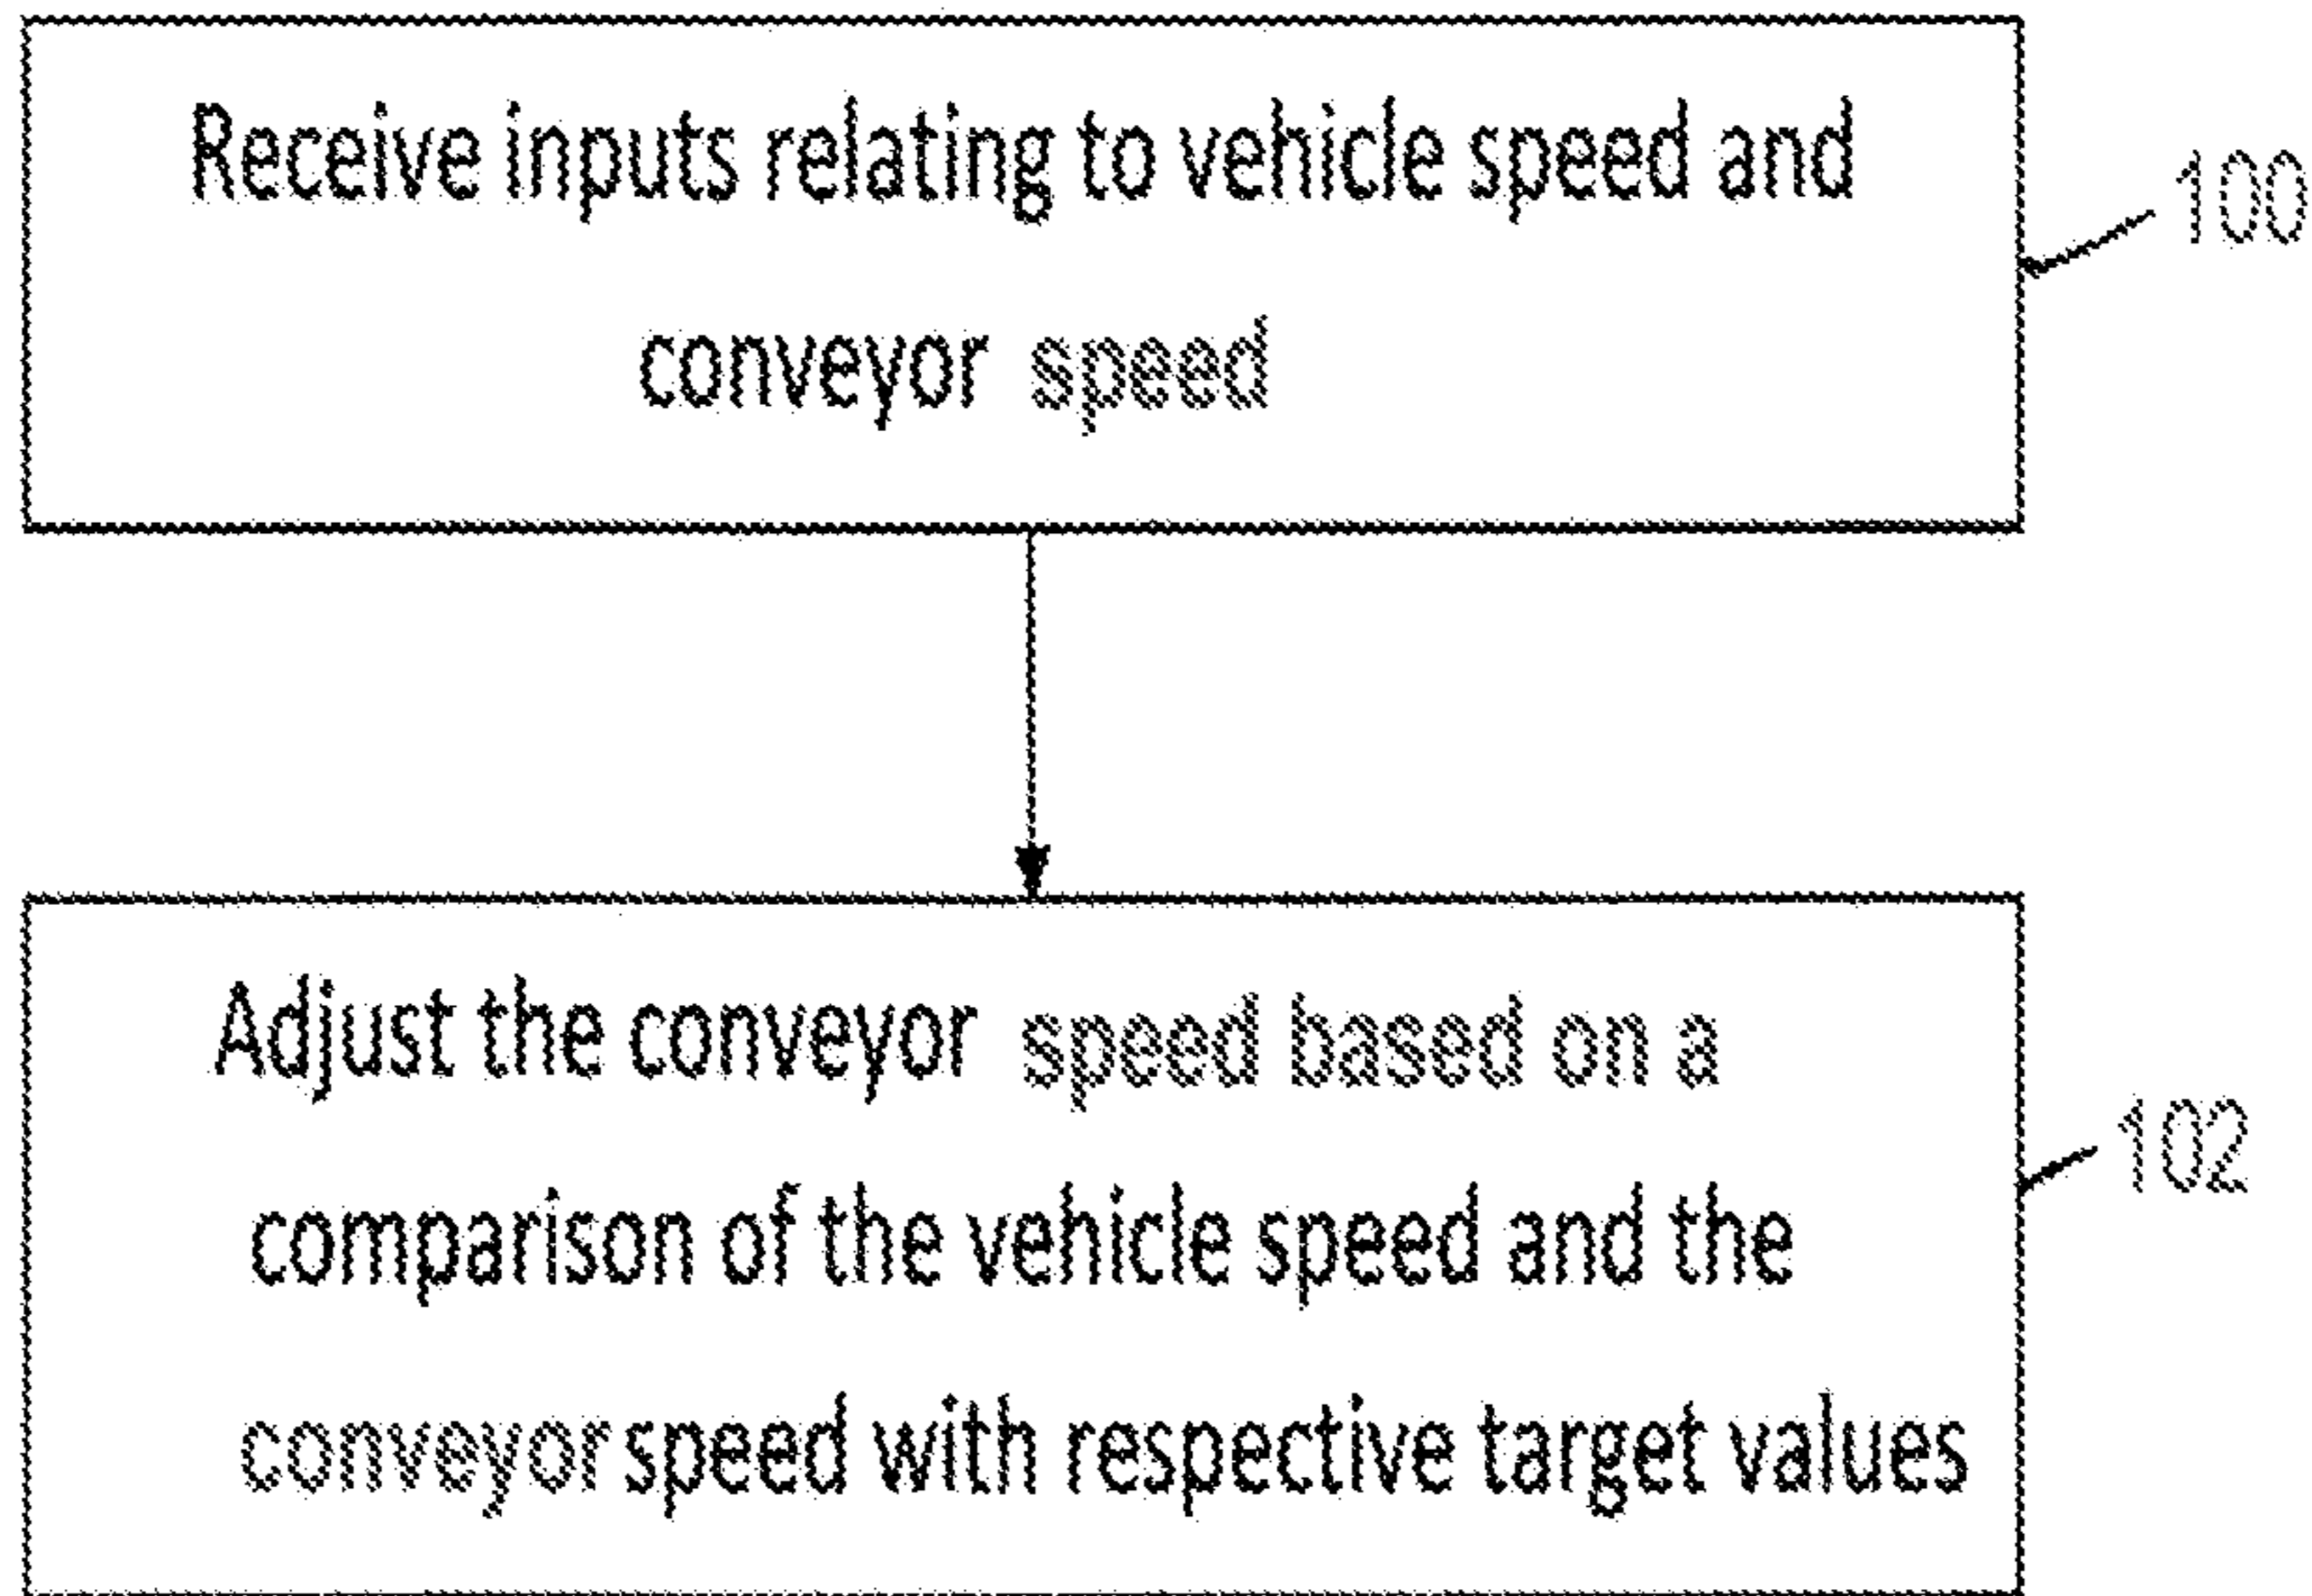 Receive inputs relating to vehicle speed and
100
conveyor speed
Adjust the conveyor speed based on a
102
comparison of the vehicle speed and the
conveyor speed with respective target values